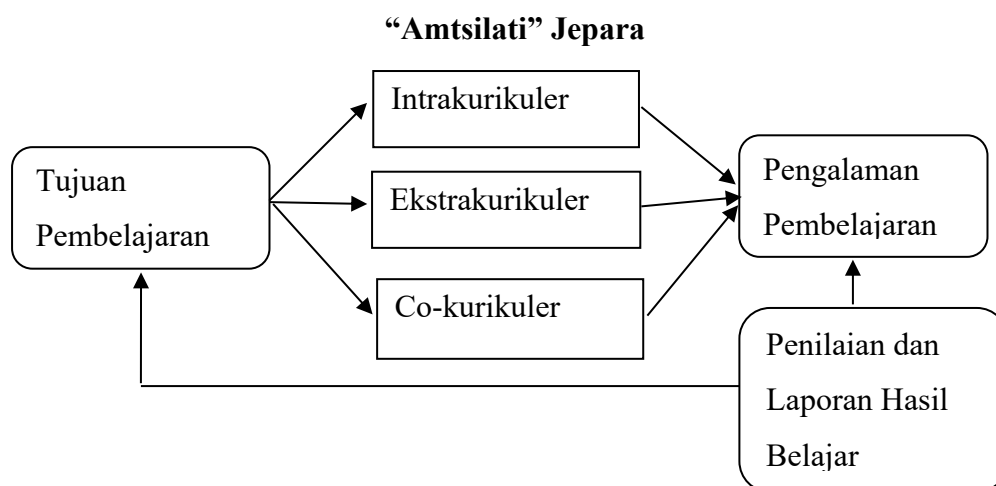 “Amtsilati” Jepara
Intrakurikuler
Tujuan
Pembelajaran
Ekstrakurikuler
Co-kurikuler
Pengalaman
Pembelajaran
Penilaian dan
Laporan Hasil
Belajar